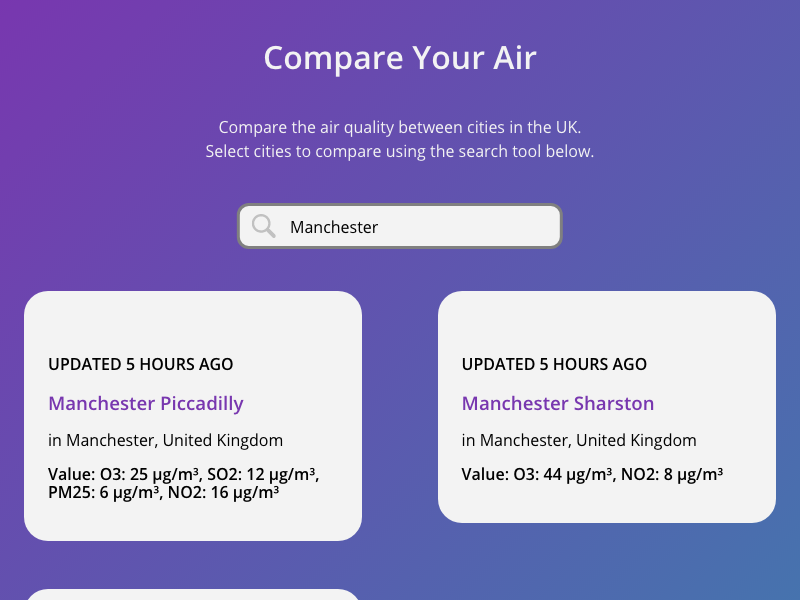 Compare Your Air
Compare the air quality between cities in the UK.
Select cities to compare using the search tool below.
Manchester
UPDATED 5 HOURS AGO
Manchester Piccadilly
in Manchester, United Kingdom
Value: O3: 25 µg/m³, SO2: 12 µg/m³,
PM25: 6 µg/m³, NO2: 16 µg/m³
UPDATED 5 HOURS AGO
Manchester Sharston
in Manchester, United Kingdom
Value: O3: 44 µg/m³, NO2: 8 µg/m³